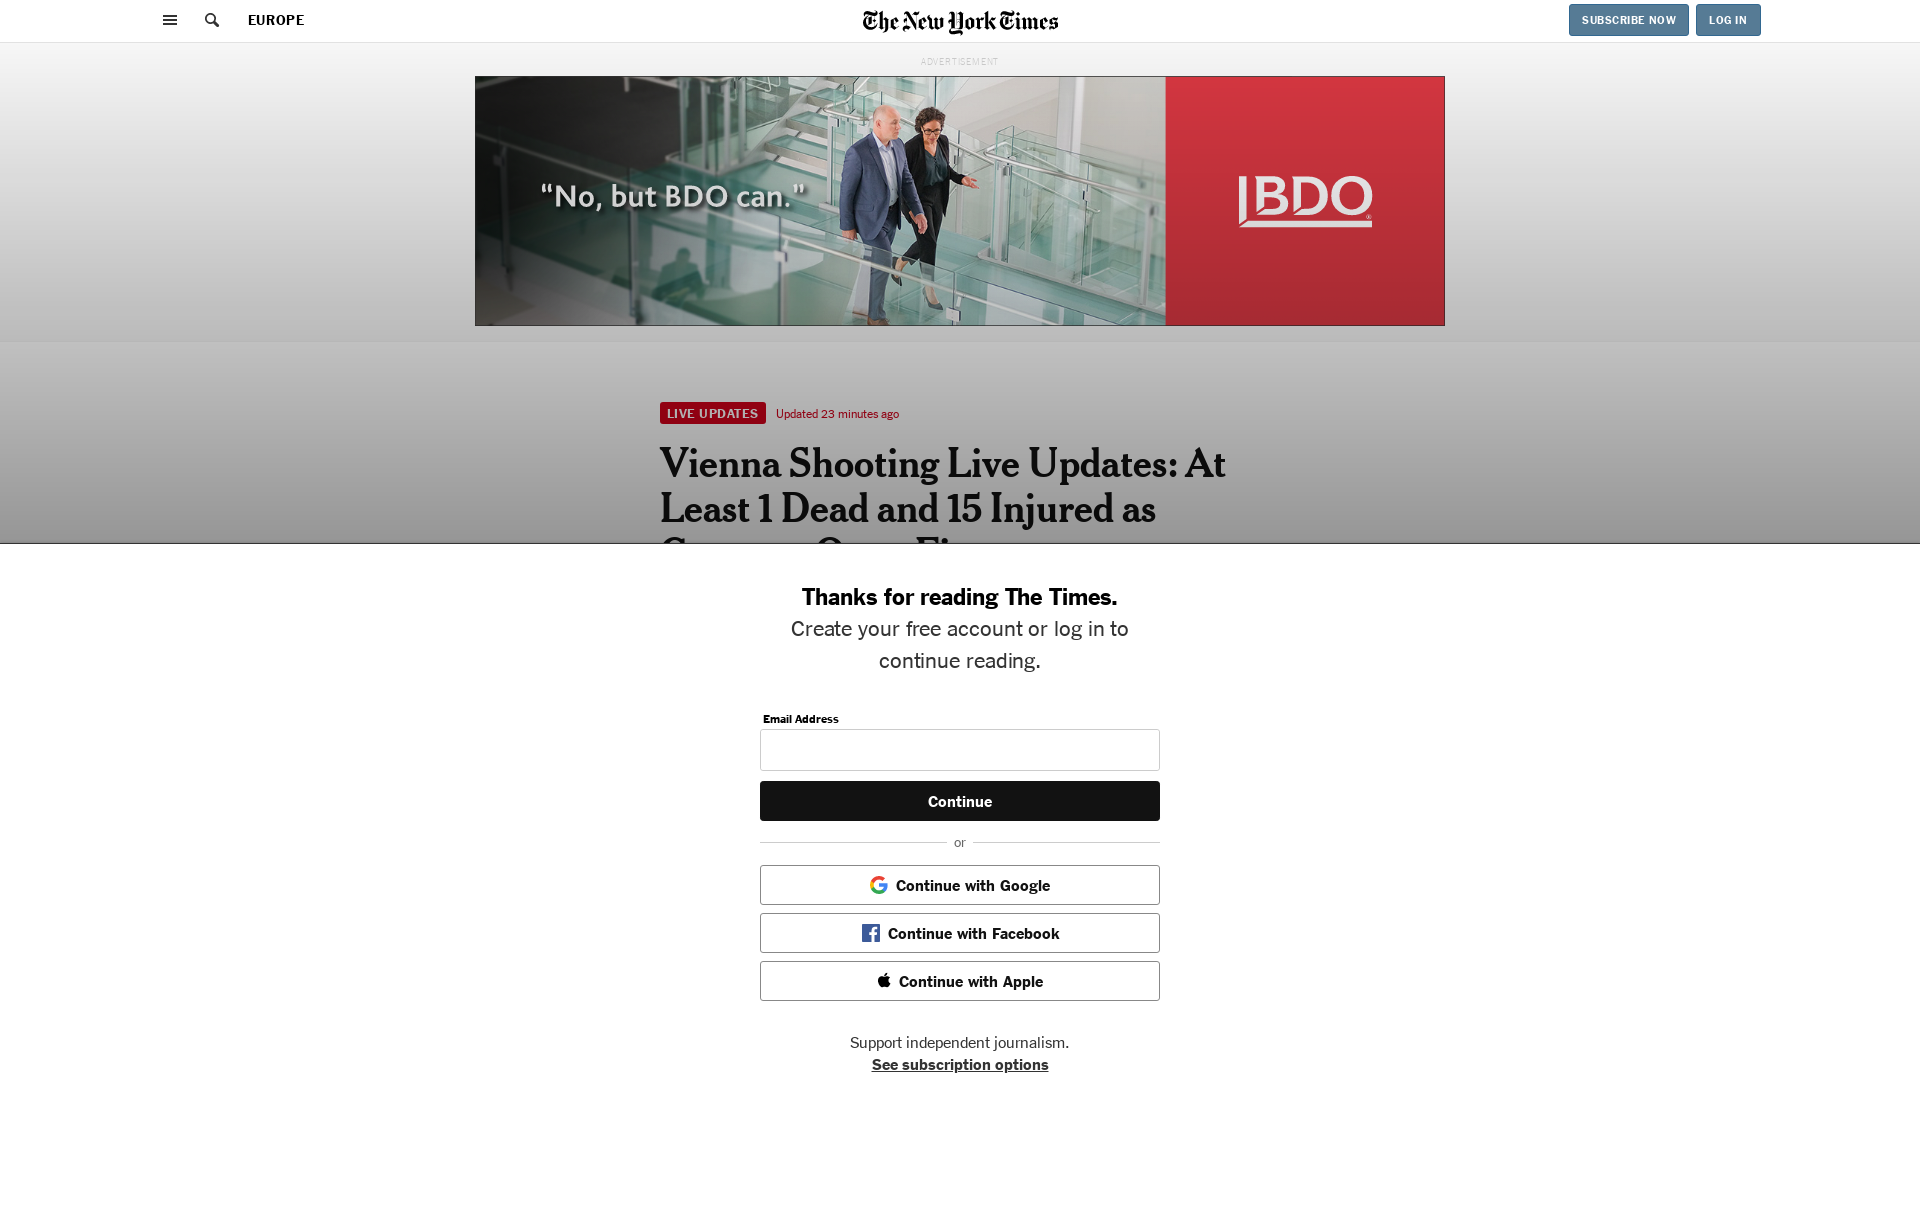 EUROPE
The New York Times
SUBSCRIBE NOW
LOG IN
ADVERTISEMENT
“No, but BDO can.”
BDO
LIVE UPDATES
Updated 23 minutes ago
Vienna Shooting Live Updates: At
Least 1 Dead and 15 Injured as
Thanks for reading The Times.
Create your free account or log in to
continue reading.
Email Address
Continue
or
Continue with Google
Continue with Facebook
Continue with Apple
Support independent journalism.
See subscription options